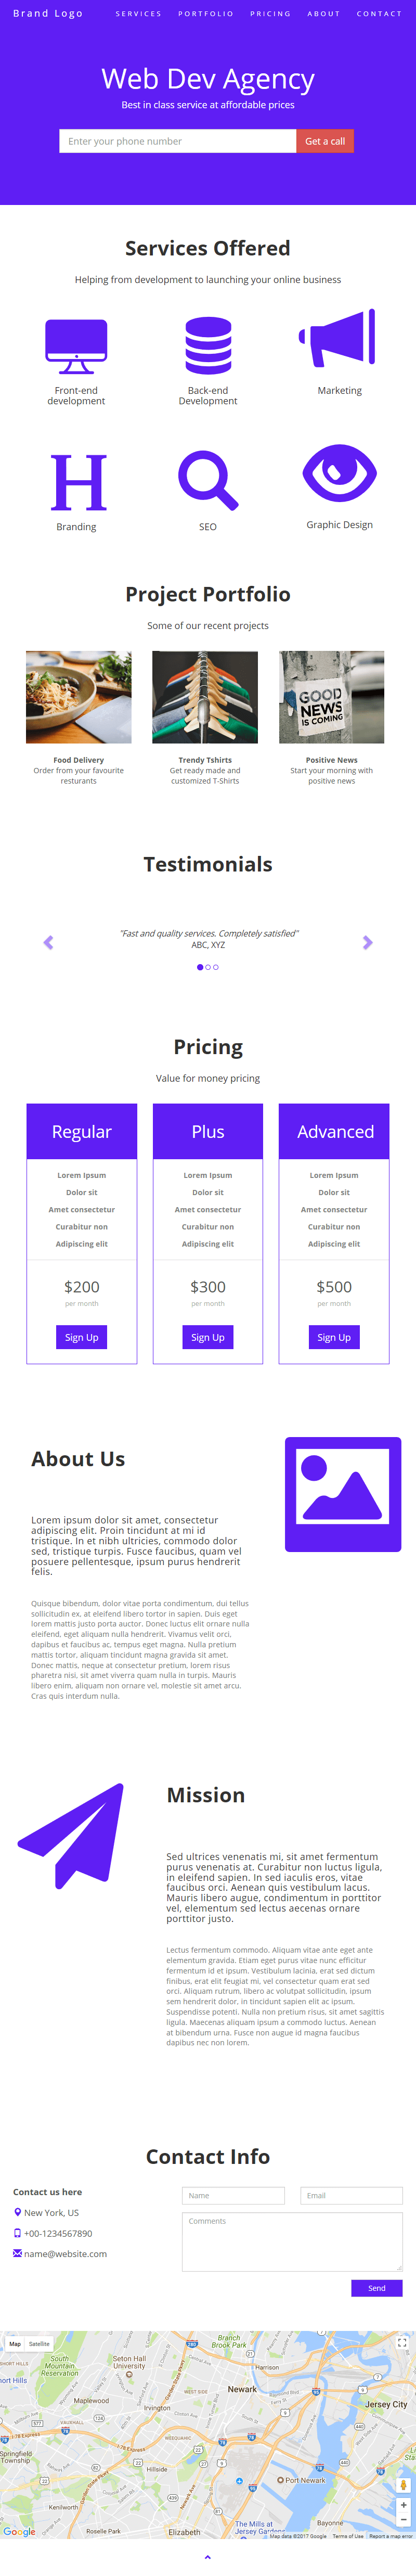 Brand Logo
SERVICES PORTFOLIO PRICING ABOUT CONTACT
Web Dev Agency
Best in class service at affordable prices
Enter your phone number Get a call
Services Offered
Helping from development to launching your online business
Front-end
development
Back-end
Development
Marketing
Branding
SEO
Graphic Design
Project Portfolio
Some of our recent projects
GOOD
NEWS
IS COMING
Food Delivery
Order from your favourite
resturants
Trendy Tshirts
Get ready made and
customized T-Shirts
Positive News
Start your morning with
positive news
Testimonials
"Fast and quality services. Completely satisfied"
ABC, XYZ
Pricing
Value for money pricing
Regular
Lorem Ipsum
Dolor sit
Amet consectetur
Curabitur non
Adipiscing elit
$200
per month
Sign Up
Plus
Lorem Ipsum
Dolor sit
Amet consectetur
Curabitur non
Adipiscing elit
$300
per month
Sign Up
Advanced
Lorem Ipsum
Dolor sit
Amet consectetur
Curabitur non
Adipiscing elit
$500
per month
Sign Up
About Us
Lorem ipsum dolor sit amet, consectetur
adipiscing elit. Proin tincidunt at mi id
tristique. In et nibh ultricies, commodo dolor
sed, tristique turpis. Fusce faucibus, quam vel
posuere pellentesque, ipsum purus hendrerit
felis.
Quisque bibendum, dolor vitae porta condimentum, dui tellus
sollicitudin ex, at eleifend libero tortor in sapien. Duis eget
lorem mattis justo porta auctor. Donec luctus elit ornare nulla
eleifend, eget aliquam nulla hendrerit. Vivamus velit orci,
dapibus et faucibus ac, tempus eget magna. Nulla pretium
mattis tortor, aliquam tincidunt magna gravida sit amet.
Donec mattis, neque at consectetur pretium, lorem risus
pharetra nisi, sit amet viverra quam nulla in turpis. Mauris
libero enim, aliquam non ornare vel, molestie sit amet arcu.
Cras quis interdum nulla.
Mission
Sed ultrices venenatis mi, sit amet fermentum
purus venenatis at. Curabitur non luctus ligula,
in eleifend sapien. In sed iaculis eros, vitae
faucibus orci. Aenean quis vestibulum lacus.
Mauris libero augue, condimentum in porttitor
vel, elementum sed lectus aecenas ornare
porttitor justo.
Lectus fermentum commodo. Aliquam vitae ante eget ante
elementum gravida. Etiam eget purus vitae nunc efficitur
fermentum id et ipsum. Vestibulum lacinia, erat sed dictum
finibus, erat elit feugiat mi, vel consectetur quam erat sed
orci. Aliquam rutrum, libero ac volutpat sollicitudin, ipsum
sem hendrerit dolor, in tincidunt sapien elit ac ipsum.
Suspendisse potenti. Nulla non pretium risus, sit amet sagittis
ligula. Maecenas aliquam ipsum a commodo luctus. Aenean
at bibendum urna. Fusce non augue id magna faucibus
dapibus nec non lorem.
Contact Info
Contact us here
New York, US
+00-1234567890
name@website.com
Name Email
Comments
Send
Map Satellite
Branch
Brook Park
SHORT HILLS
South
Mountain
Reservation
Seton Hall
University
Harrison
Newark
WEST SIDE
Maplewood
Irvington
Jersey City
VAUXHALL
WEEQUAHIC
Springfield
Township
Hillside
Port Newark
Kenilworth
Roselle Park
Elizabeth
The Mills at
Jersey Gardens
Bayonne
Google
Map data ©2017 Google Terms of Use Report a map error